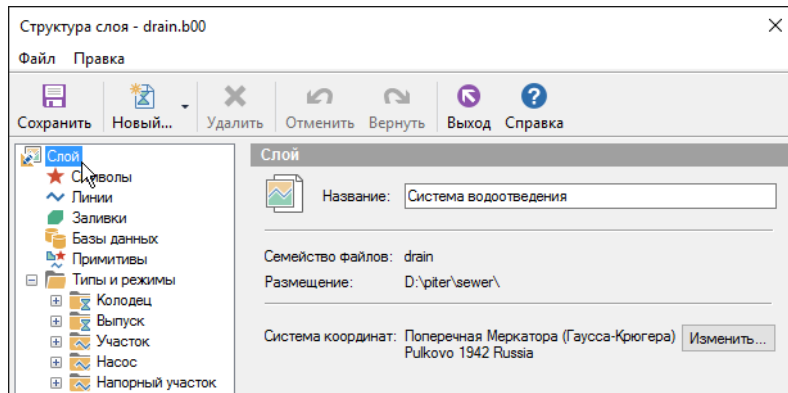 Структура слоя - drain.b00
Файл Правка
Сохранить Новый... Удалить Отменить Вернуть Выход Справка
Слой
Символы
Линии
Заливки
Базы данных
Примитивы
Типы и режимы
Колодец
Выпуск
Участок
Насос
Напорный участок
Слой
Название: Система водоотведения
Семейство файлов: drain
Размещение: D:\piter\sewer\
Система координат: Поперечная Меркатора (Гаусса-Крюгера)
Pulkovo 1942 Russia
Изменить...